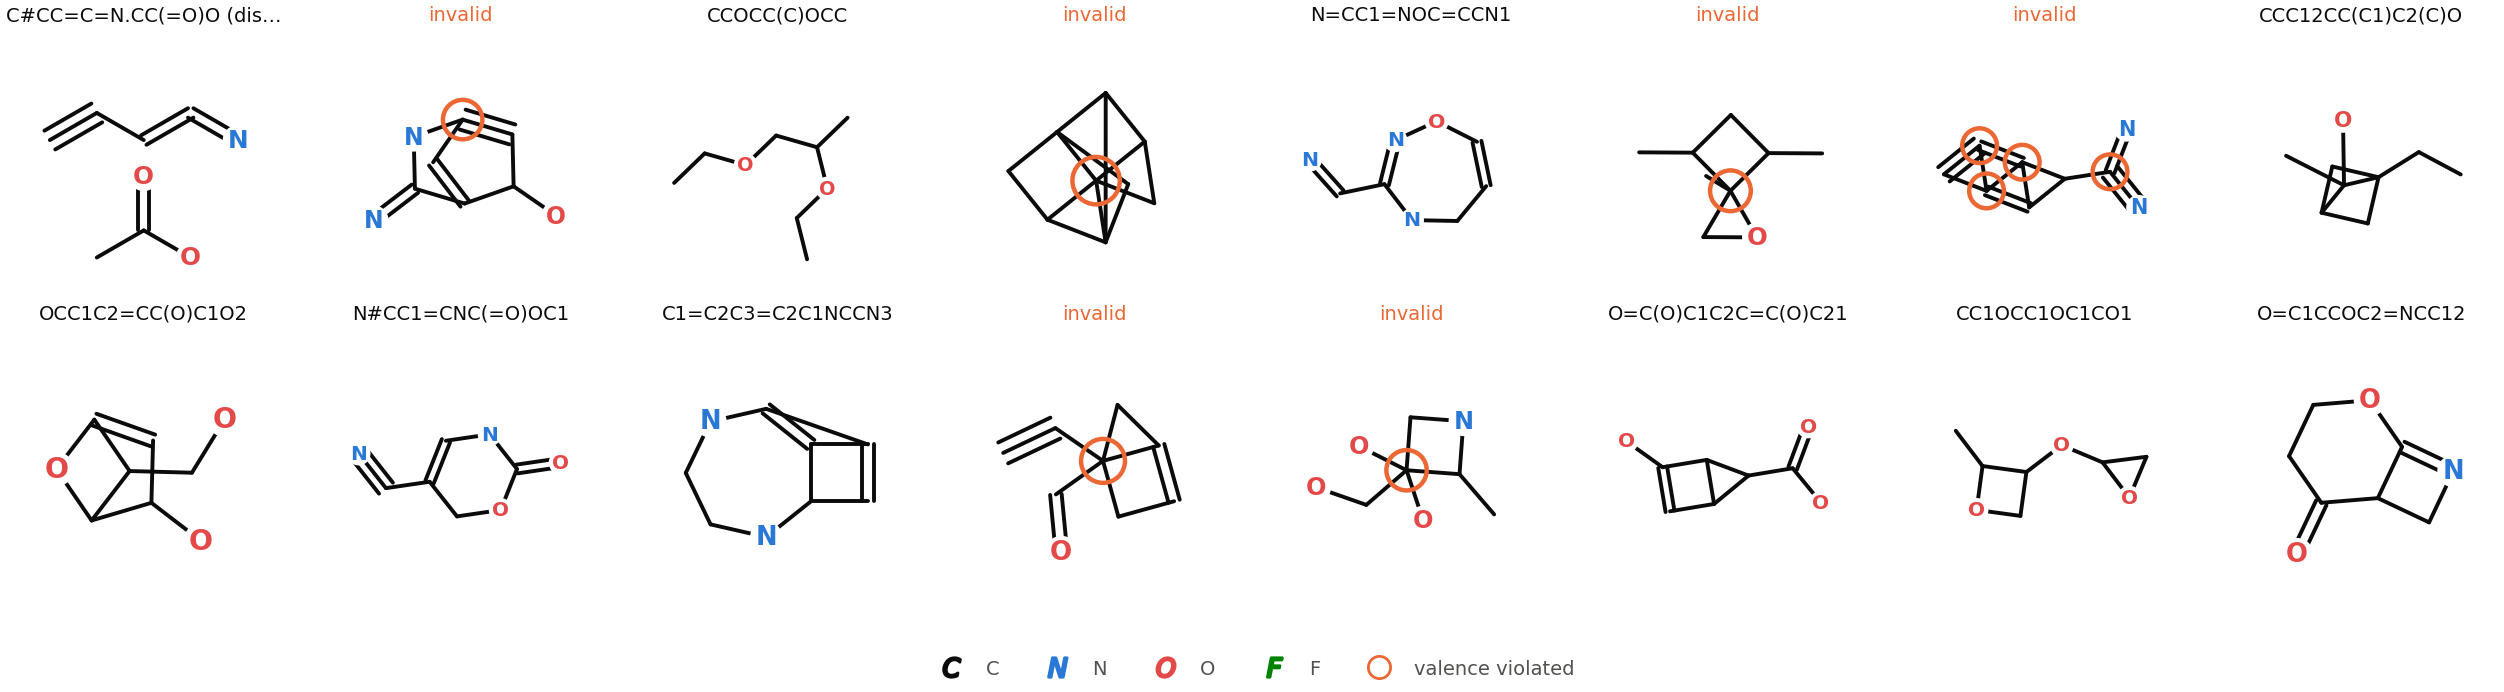 C#CC=C=N.CC(=O)O (dis...
invalid
CCOCC(C)OCC
invalid
N=CC1=NOC=CCN1
invalid
invalid
CCC12CC(C1)C2(C)O
N
O
O
N
N
O
O
O
N
N
O
N
O
N
N
O
OCC1C2=CC(O)C1O2
N#CC1=CNC(=O)OC1
C1=C2C3=C2C1NCCN3
invalid
invalid
O=C(O)C1C2C=C(O)C21
CC1OCC1OC1CO1
O=C1CCOC2=NCC12
O
O
O
N
N
O
O
N
N
O
N
O
O
O
O
O
O
O
O
O
O
N
O
C C N N O O F F valence violated